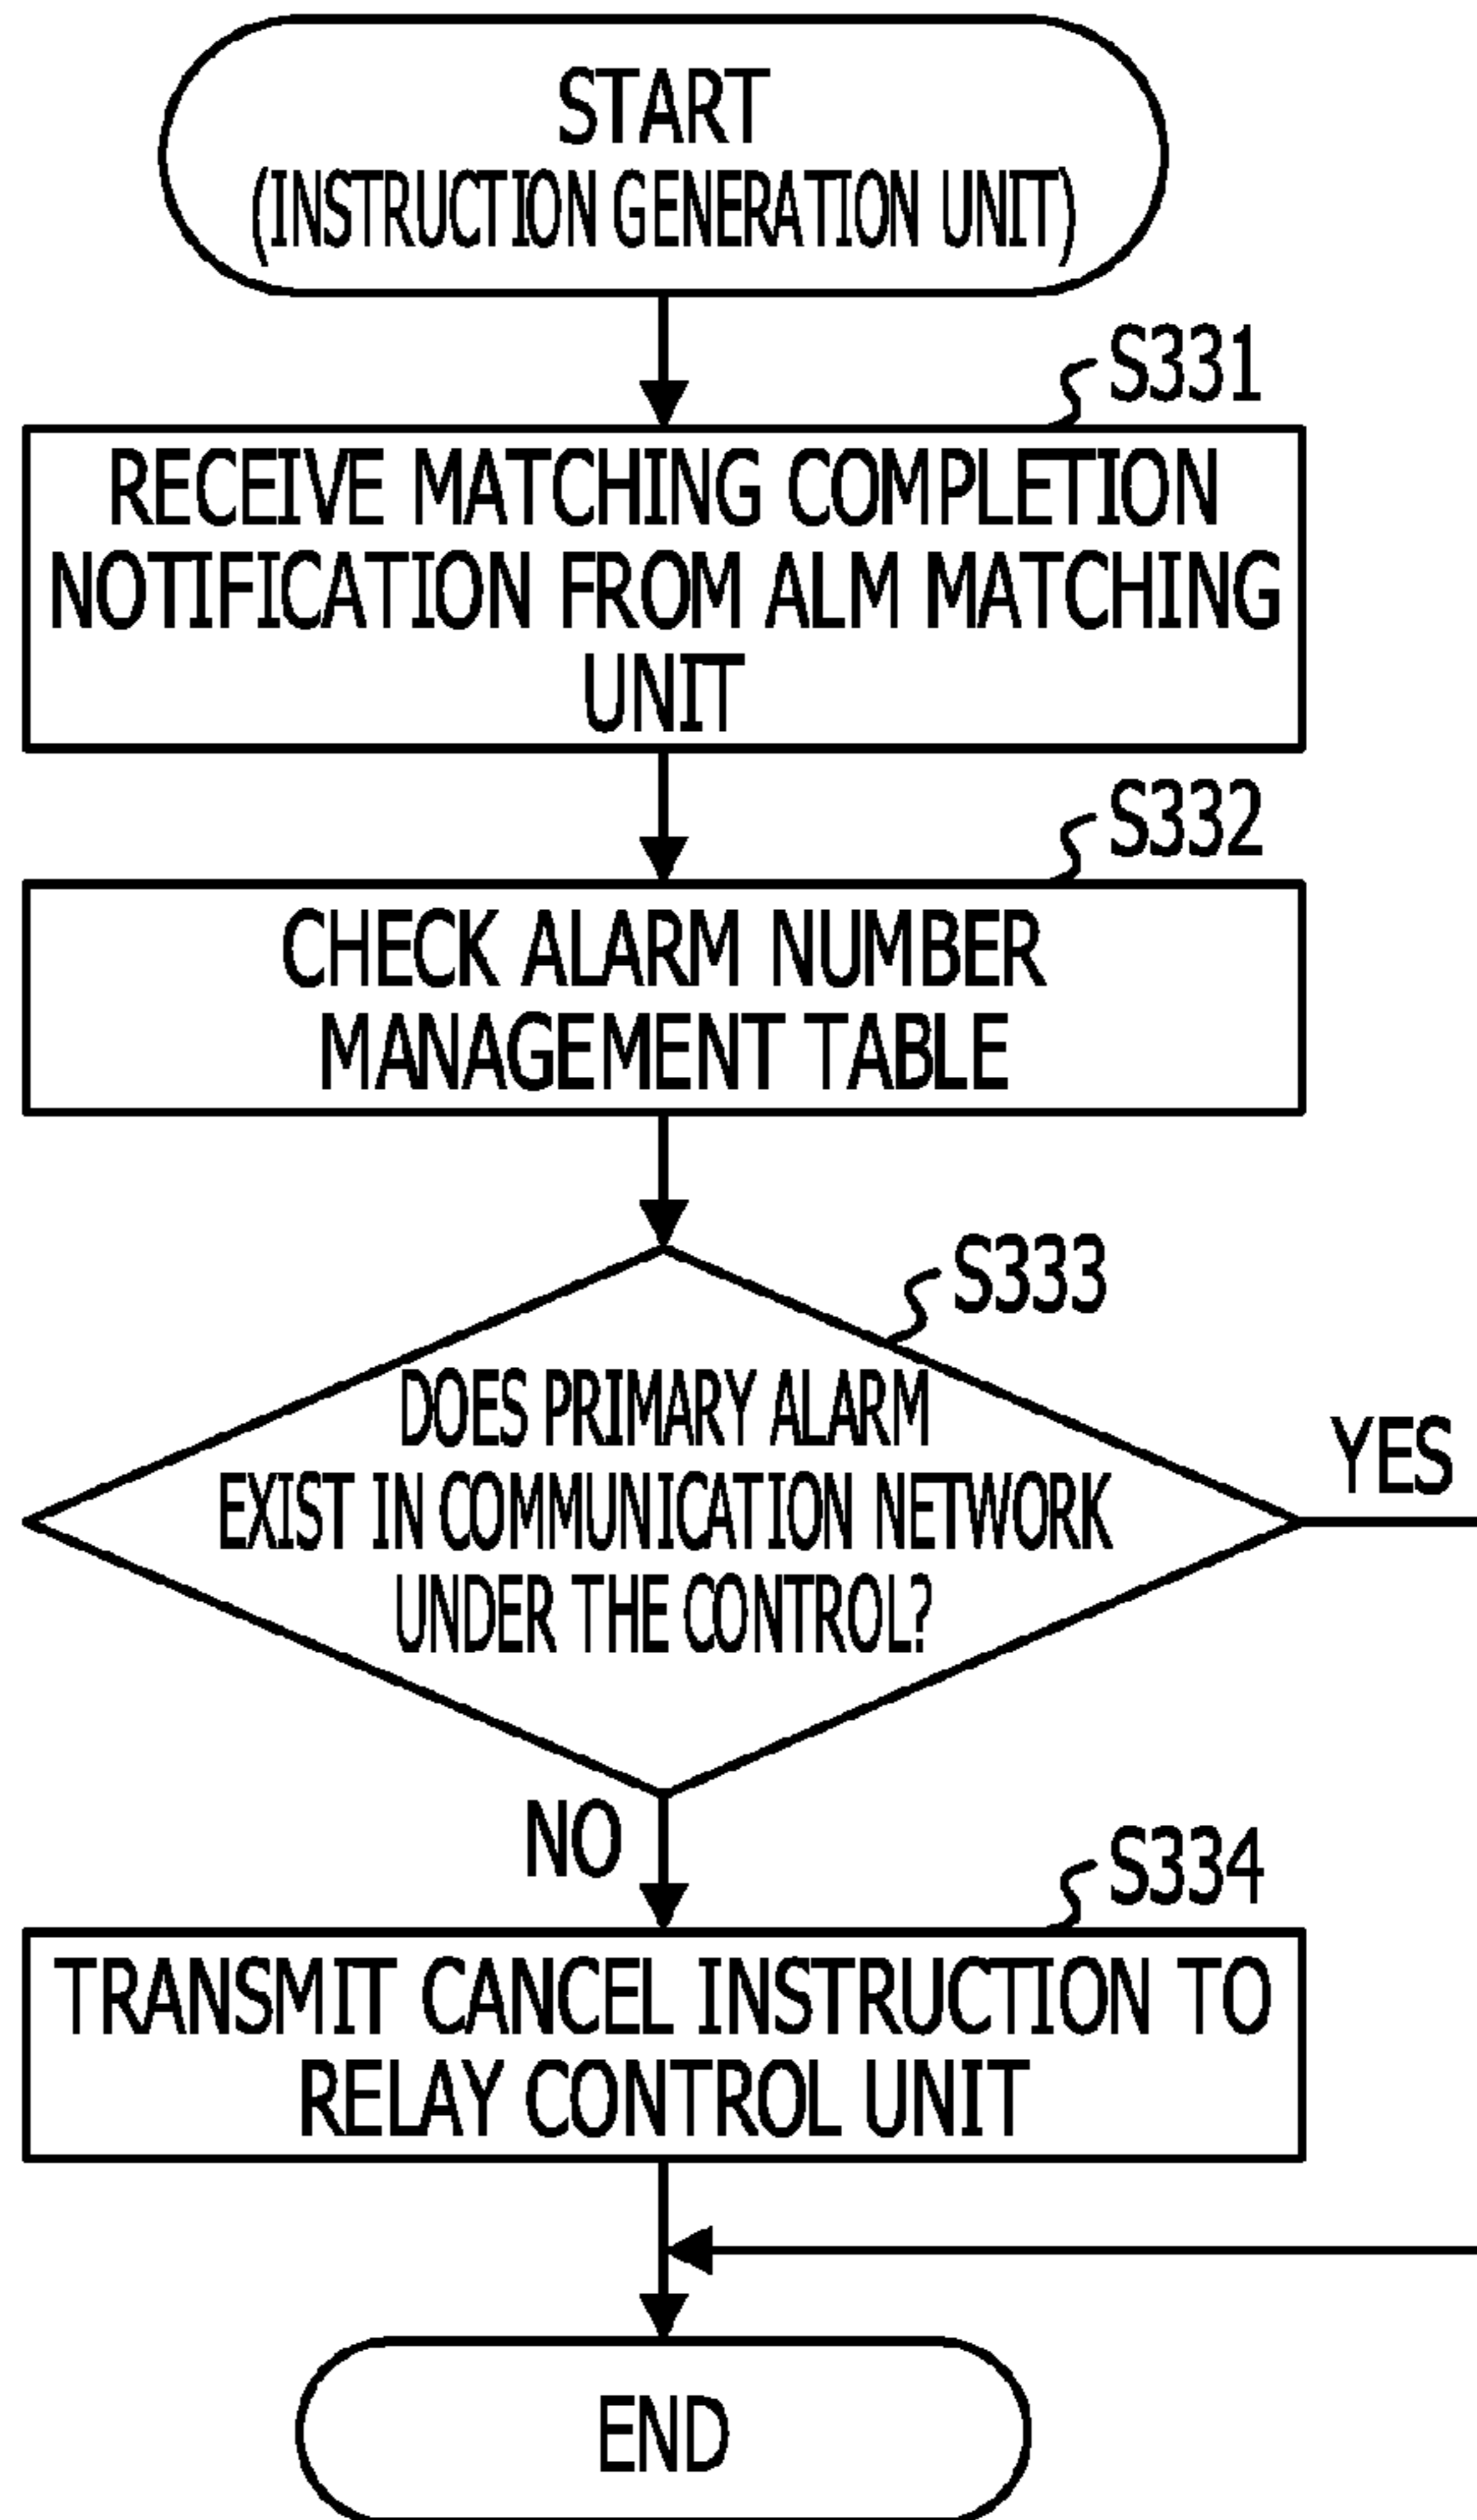 START
(INSTRUCTION GENERATION UNIT)
S331
RECEIVE MATCHING COMPLETION
NOTIFICATION FROM ALM MATCHING
UNIT
S332
CHECK ALARM NUMBER
MANAGEMENT TABLE
S333
DOES PRIMARY ALARM
EXIST IN COMMUNICATION NETWORK
UNDER THE CONTROL?
YES
NO
S334
TRANSMIT CANCEL INSTRUCTION TO
RELAY CONTROL UNIT
END